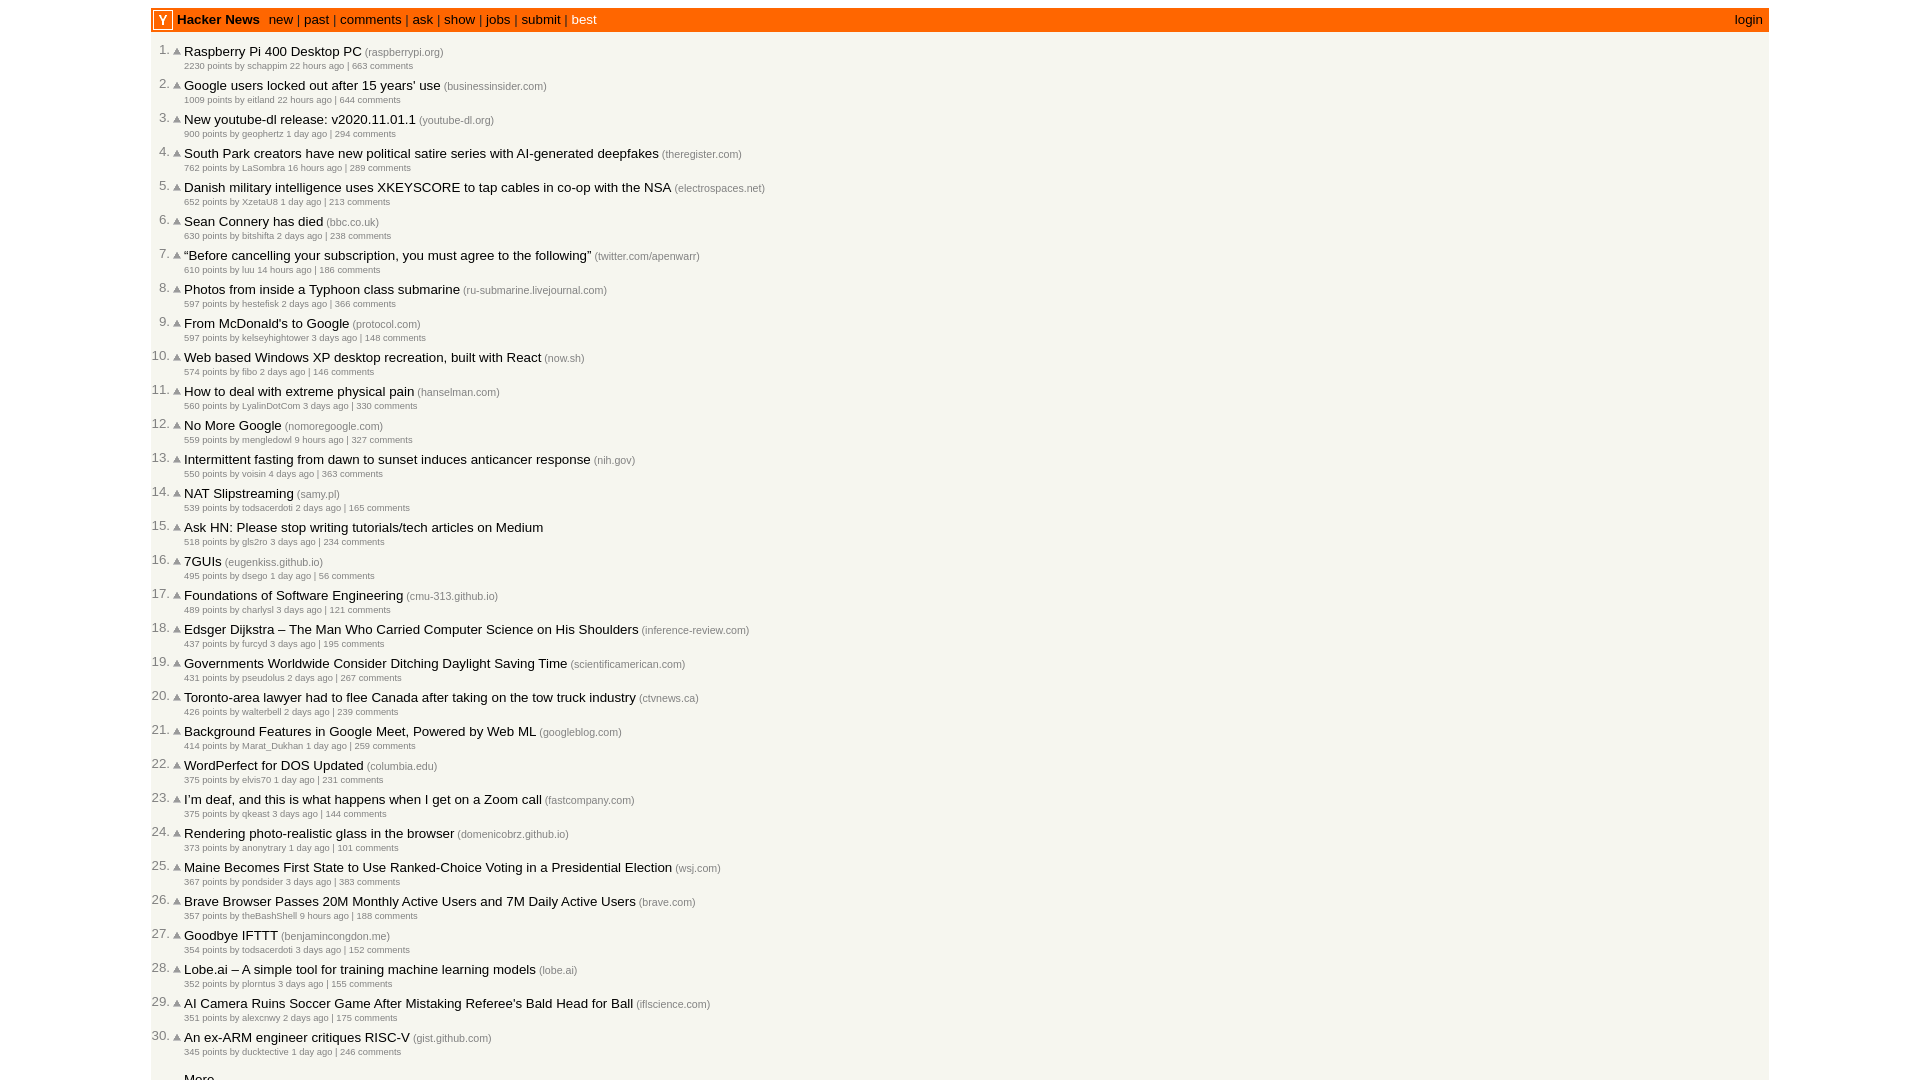 Y Hacker News new | past | comments | ask | show | jobs | submit | best login
1. Raspberry Pi 400 Desktop PC (raspberrypi.org)
2230 points by schappim 22 hours ago | 663 comments
2. Google users locked out after 15 years' use (businessinsider.com)
1009 points by eitland 22 hours ago | 644 comments
3. New youtube-dl release: v2020.11.01.1 (youtube-dl.org)
900 points by geophertz 1 day ago | 294 comments
4. South Park creators have new political satire series with AI-generated deepfakes (theregister.com)
762 points by LaSombra 16 hours ago | 289 comments
5. Danish military intelligence uses XKEYSCORE to tap cables in co-op with the NSA (electrospaces.net)
652 points by XzetaU8 1 day ago | 213 comments
6. Sean Connery has died (bbc.co.uk)
630 points by bitshifta 2 days ago | 238 comments
7. “Before cancelling your subscription, you must agree to the following” (twitter.com/apenwarr)
610 points by luu 14 hours ago | 186 comments
8. Photos from inside a Typhoon class submarine (ru-submarine.livejournal.com)
597 points by hestefisk 2 days ago | 366 comments
9. From McDonald's to Google (protocol.com)
597 points by kelseyhightower 3 days ago | 148 comments
10. Web based Windows XP desktop recreation, built with React (now.sh)
574 points by fibo 2 days ago | 146 comments
11. How to deal with extreme physical pain (hanselman.com)
560 points by LyalinDotCom 3 days ago | 330 comments
12. No More Google (nomoregoogle.com)
559 points by mengledowl 9 hours ago | 327 comments
13. Intermittent fasting from dawn to sunset induces anticancer response (nih.gov)
550 points by voisin 4 days ago | 363 comments
14. NAT Slipstreaming (samy.pl)
539 points by todsacerdoti 2 days ago | 165 comments
15. Ask HN: Please stop writing tutorials/tech articles on Medium
518 points by gls2ro 3 days ago | 234 comments
16. 7GUIs (eugenkiss.github.io)
495 points by dsego 1 day ago | 56 comments
17. Foundations of Software Engineering (cmu-313.github.io)
489 points by charlysl 3 days ago | 121 comments
18. Edsger Dijkstra – The Man Who Carried Computer Science on His Shoulders (inference-review.com)
437 points by furcyd 3 days ago | 195 comments
19. Governments Worldwide Consider Ditching Daylight Saving Time (scientificamerican.com)
431 points by pseudolus 2 days ago | 267 comments
20. Toronto-area lawyer had to flee Canada after taking on the tow truck industry (ctvnews.ca)
426 points by walterbell 2 days ago | 239 comments
21. Background Features in Google Meet, Powered by Web ML (googleblog.com)
414 points by Marat_Dukhan 1 day ago | 259 comments
22. WordPerfect for DOS Updated (columbia.edu)
375 points by elvis70 1 day ago | 231 comments
23. I’m deaf, and this is what happens when I get on a Zoom call (fastcompany.com)
375 points by qkeast 3 days ago | 144 comments
24. Rendering photo-realistic glass in the browser (domenicobrz.github.io)
373 points by anonytrary 1 day ago | 101 comments
25. Maine Becomes First State to Use Ranked-Choice Voting in a Presidential Election (wsj.com)
367 points by pondsider 3 days ago | 383 comments
26. Brave Browser Passes 20M Monthly Active Users and 7M Daily Active Users (brave.com)
357 points by theBashShell 9 hours ago | 188 comments
27. Goodbye IFTTT (benjamincongdon.me)
354 points by todsacerdoti 3 days ago | 152 comments
28. Lobe.ai – A simple tool for training machine learning models (lobe.ai)
352 points by plorntus 3 days ago | 155 comments
29. AI Camera Ruins Soccer Game After Mistaking Referee's Bald Head for Ball (iflscience.com)
351 points by alexcnwy 2 days ago | 175 comments
30. An ex-ARM engineer critiques RISC-V (gist.github.com)
345 points by ducktective 1 day ago | 246 comments
More